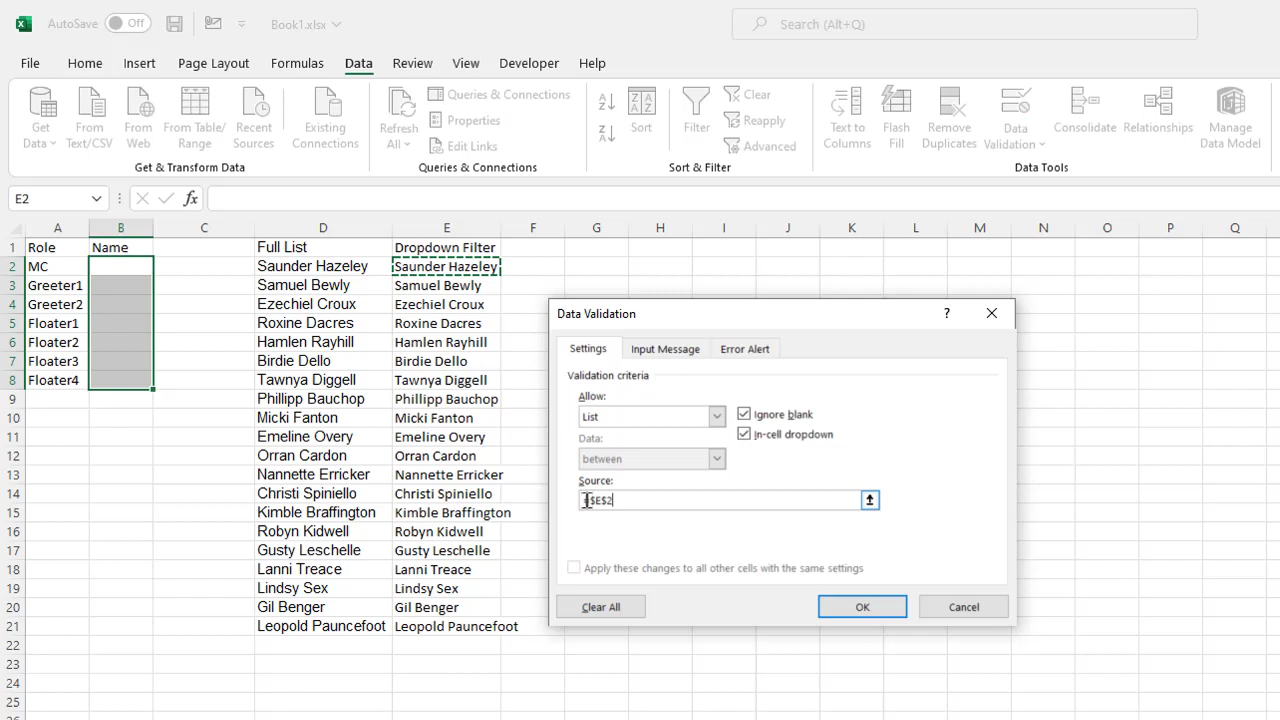 AutoSave Off Book1.xlsx Search (Alt+Q)
File Home Insert Page Layout Formulas Data Review View Developer Help
Get Data From Text/CSV From Web From Table/ Range Recent Sources Existing Connections
Get & Transform Data
Refresh All Queries & Connections
Properties
Edit Links
Queries & Connections
A Z Z A Sort Filter Clear
Reapply
Advanced
Sort & Filter
Text to Columns Flash Fill Remove Duplicates Data Validation Consolidate Relationships Manage Data Model
Data Tools
E2 fx
A B C D E F G H I J K L M N O P Q
1 Role Name Full List Dropdown Filter
2 MC Saunder Hazeley Saunder Hazeley
3 Greeter1 Samuel Bewly Samuel Bewly
4 Greeter2 Ezechiel Croux Ezechiel Croux
5 Floater1 Roxine Dacres Roxine Dacres
6 Floater2 Hamlen Rayhill Hamlen Rayhill
7 Floater3 Birdie Dello Birdie Dello
8 Floater4 Tawnya Diggell Tawnya Diggell
9 Phillipp Bauchop Phillipp Bauchop
10 Micki Fanton Micki Fanton
11 Emeline Overy Emeline Overy
12 Orran Cardon Orran Cardon
13 Nannette Erricker Nannette Erricker
14 Christi Spiniello Christi Spiniello
15 Kimble Braffington Kimble Braffington
16 Robyn Kidwell Robyn Kidwell
17 Gusty Leschelle Gusty Leschelle
18 Lanni Treace Lanni Treace
19 Lindsy Sex Lindsy Sex
20 Gil Benger Gil Benger
21 Leopold Pauncefoot Leopold Pauncefoot
22
23
24
25
Data Validation ?
Settings Input Message Error Alert
Validation criteria
Allow:
List Ignore blank
In-cell dropdown
Data:
between
Source:
=$E$2
Apply these changes to all other cells with the same settings
Clear All OK Cancel